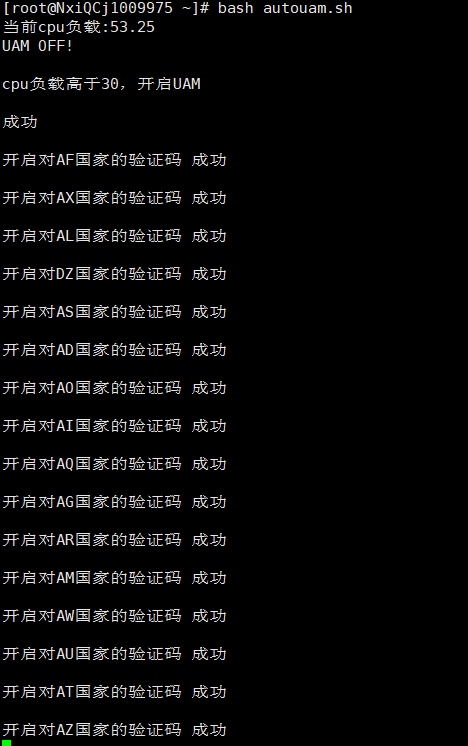 [root@NxiQCj1009975 ~]# bash autouam.sh
当前cpu负载:53.25
UAM OFF!
cpu负载高于30，开启UAM
成功
开启对AF国家的验证码 成功
开启对AX国家的验证码 成功
开启对AL国家的验证码 成功
开启对DZ国家的验证码 成功
开启对AS国家的验证码 成功
开启对AD国家的验证码 成功
开启对AO国家的验证码 成功
开启对AI国家的验证码 成功
开启对AQ国家的验证码 成功
开启对AG国家的验证码 成功
开启对AR国家的验证码 成功
开启对AM国家的验证码 成功
开启对AW国家的验证码 成功
开启对AU国家的验证码 成功
开启对AT国家的验证码 成功
开启对AZ国家的验证码 成功